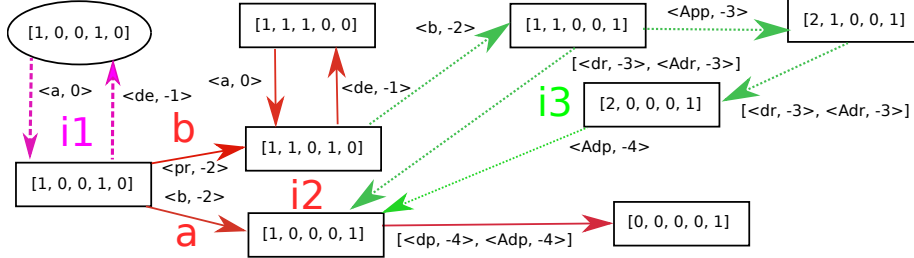 [1, 0, 0, 1, 0]
[1, 1, 1, 0, 0]
[1, 1, 0, 0, 1]
[2, 1, 0, 0, 1]
<b, -2>
<App, -3>
<a, 0>
<de, -1>
<a, 0>
<de, -1>
[<dr, -3>, <Adr, -3>]
[2, 0, 0, 0, 1]
[<dr, -3>, <Adr, -3>]
i1
b
i3
[1, 1, 0, 1, 0]
<Adp, -4>
<pr, -2>
[1, 0, 0, 1, 0]
<b, -2>
i2
a
[1, 0, 0, 0, 1]
[<dp, -4>, <Adp, -4>]
[0, 0, 0, 0, 1]